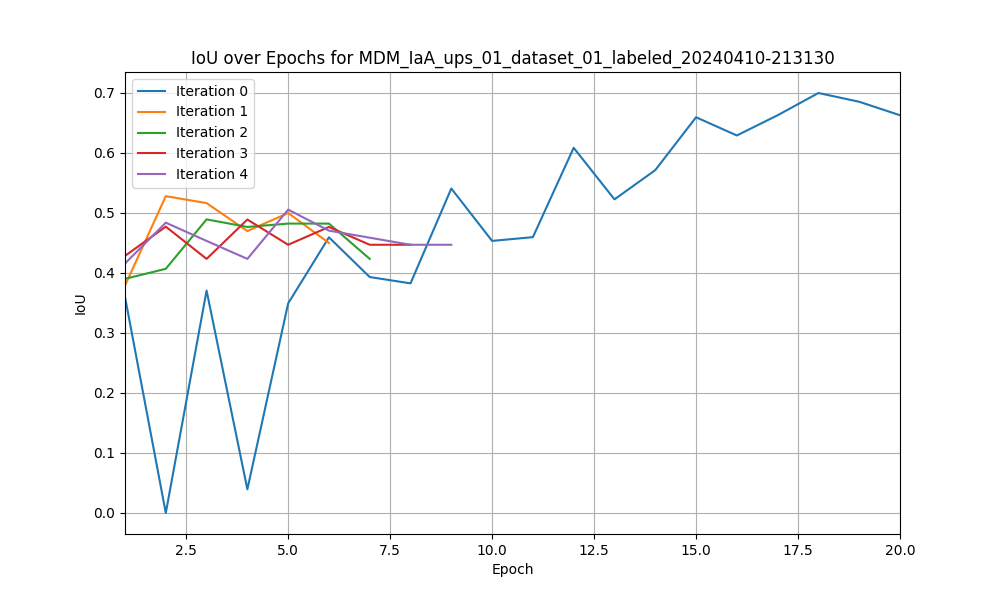 IoU over Epochs for MDM_IaA_ups_01_dataset_01_labeled_20240410-213130
Iteration 0
Iteration 1
Iteration 2
Iteration 3
Iteration 4
0.7
0.6
0.5
0.4
0.3
0.2
0.1
0.0
IoU
2.5 5.0 7.5 10.0 12.5 15.0 17.5 20.0
Epoch